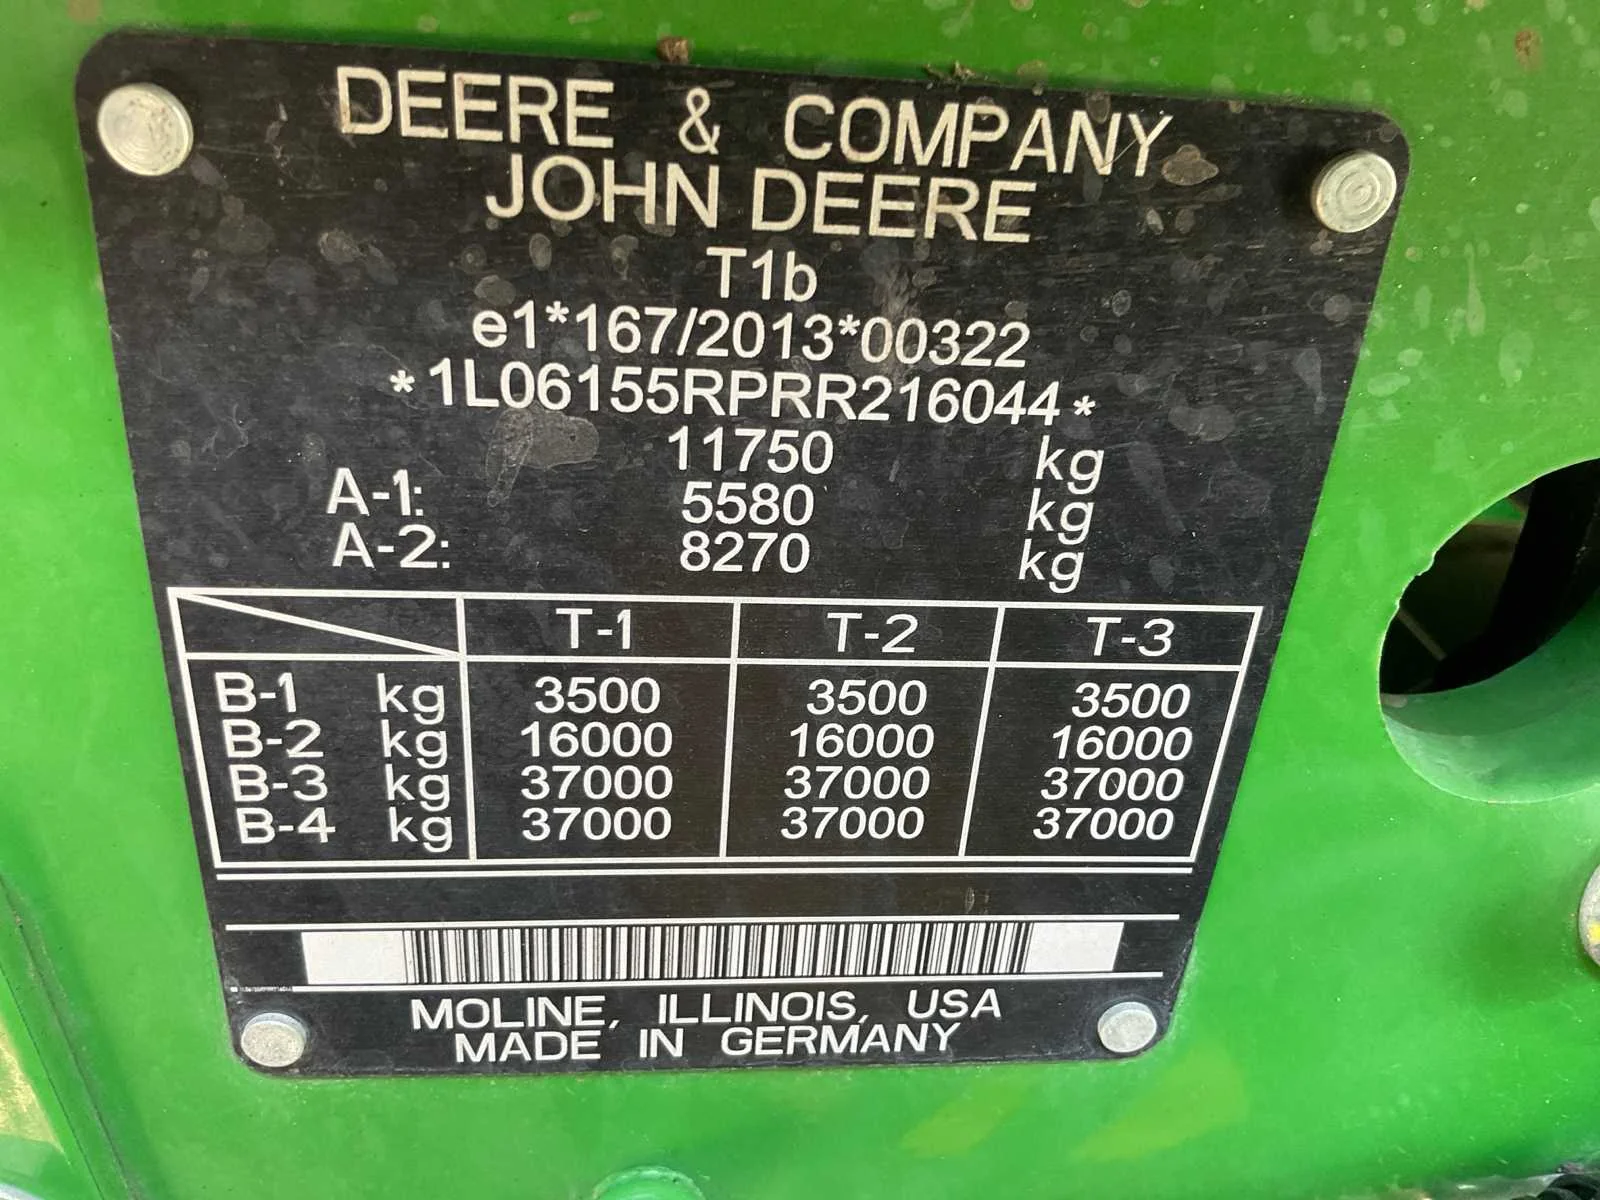 DEERE & COMPANY
JOHN DEERE
T1b
e1*167/2013*00322
*1L06155RPRR216044*
11750 kg
A-1: 5580 kg
A-2: 8270 kg
T-1 T-2 T-3
B-1 kg 3500 3500 3500
B-2 kg 16000 16000 16000
B-3 kg 37000 37000 37000
B-4 kg 37000 37000 37000
MOLINE, ILLINOIS, USA
MADE IN GERMANY